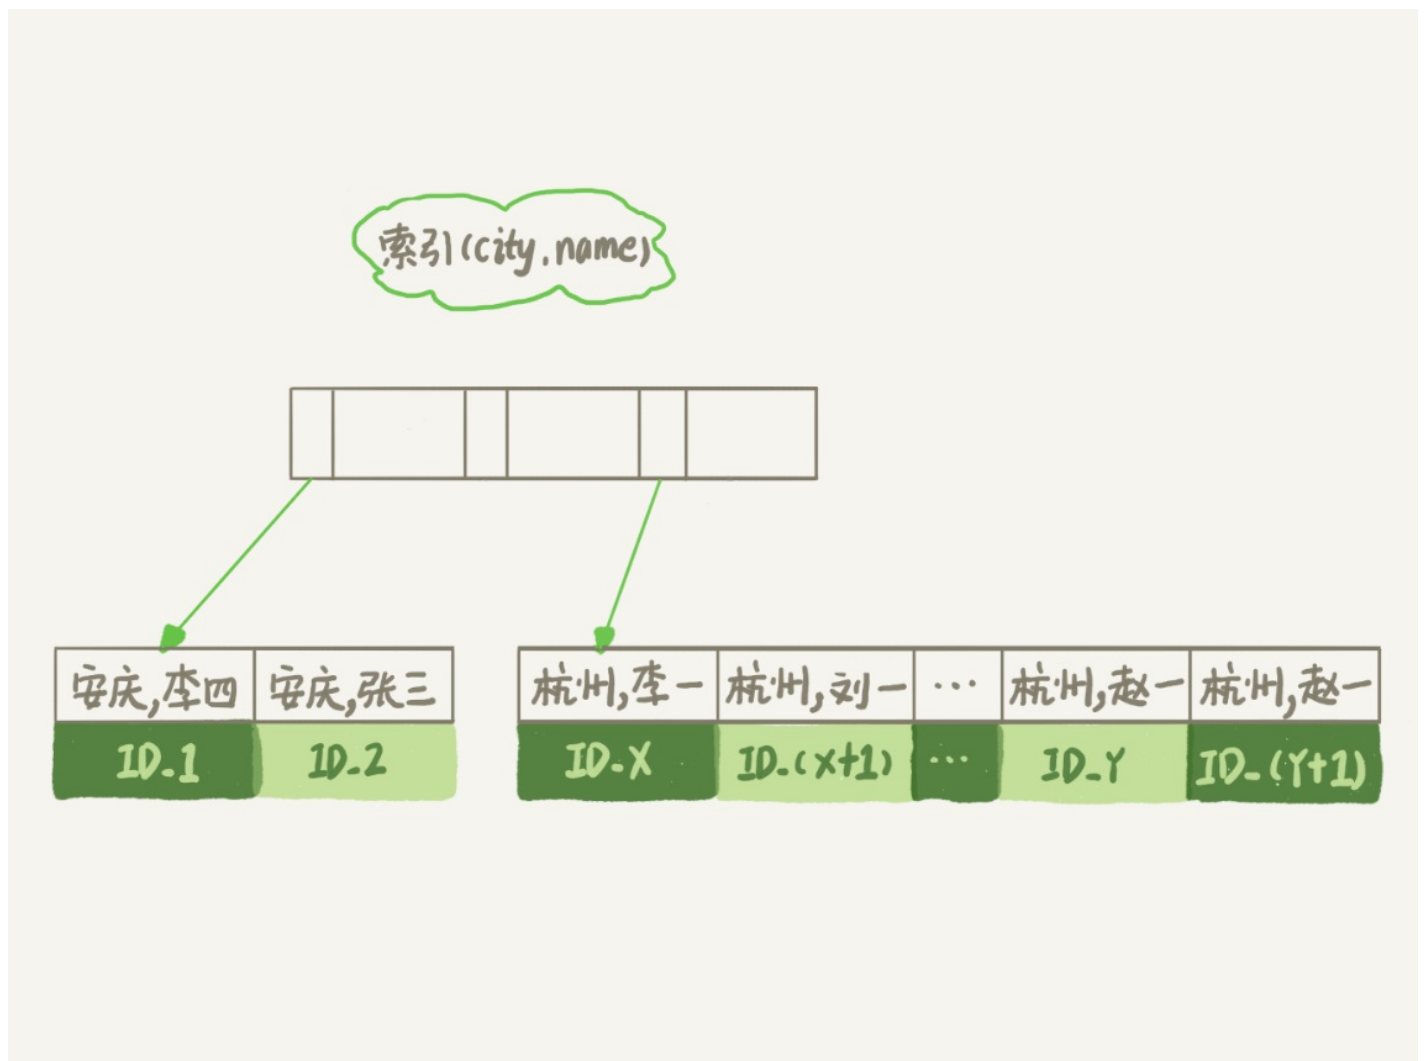 索引(city,name)
安庆,李四 安庆,张三 杭州,李一 杭州,刘一 ... 杭州,赵一 杭州,赵一
ID_1 ID_2 ID_X ID_(X+1) ... ID_Y ID_(Y+1)